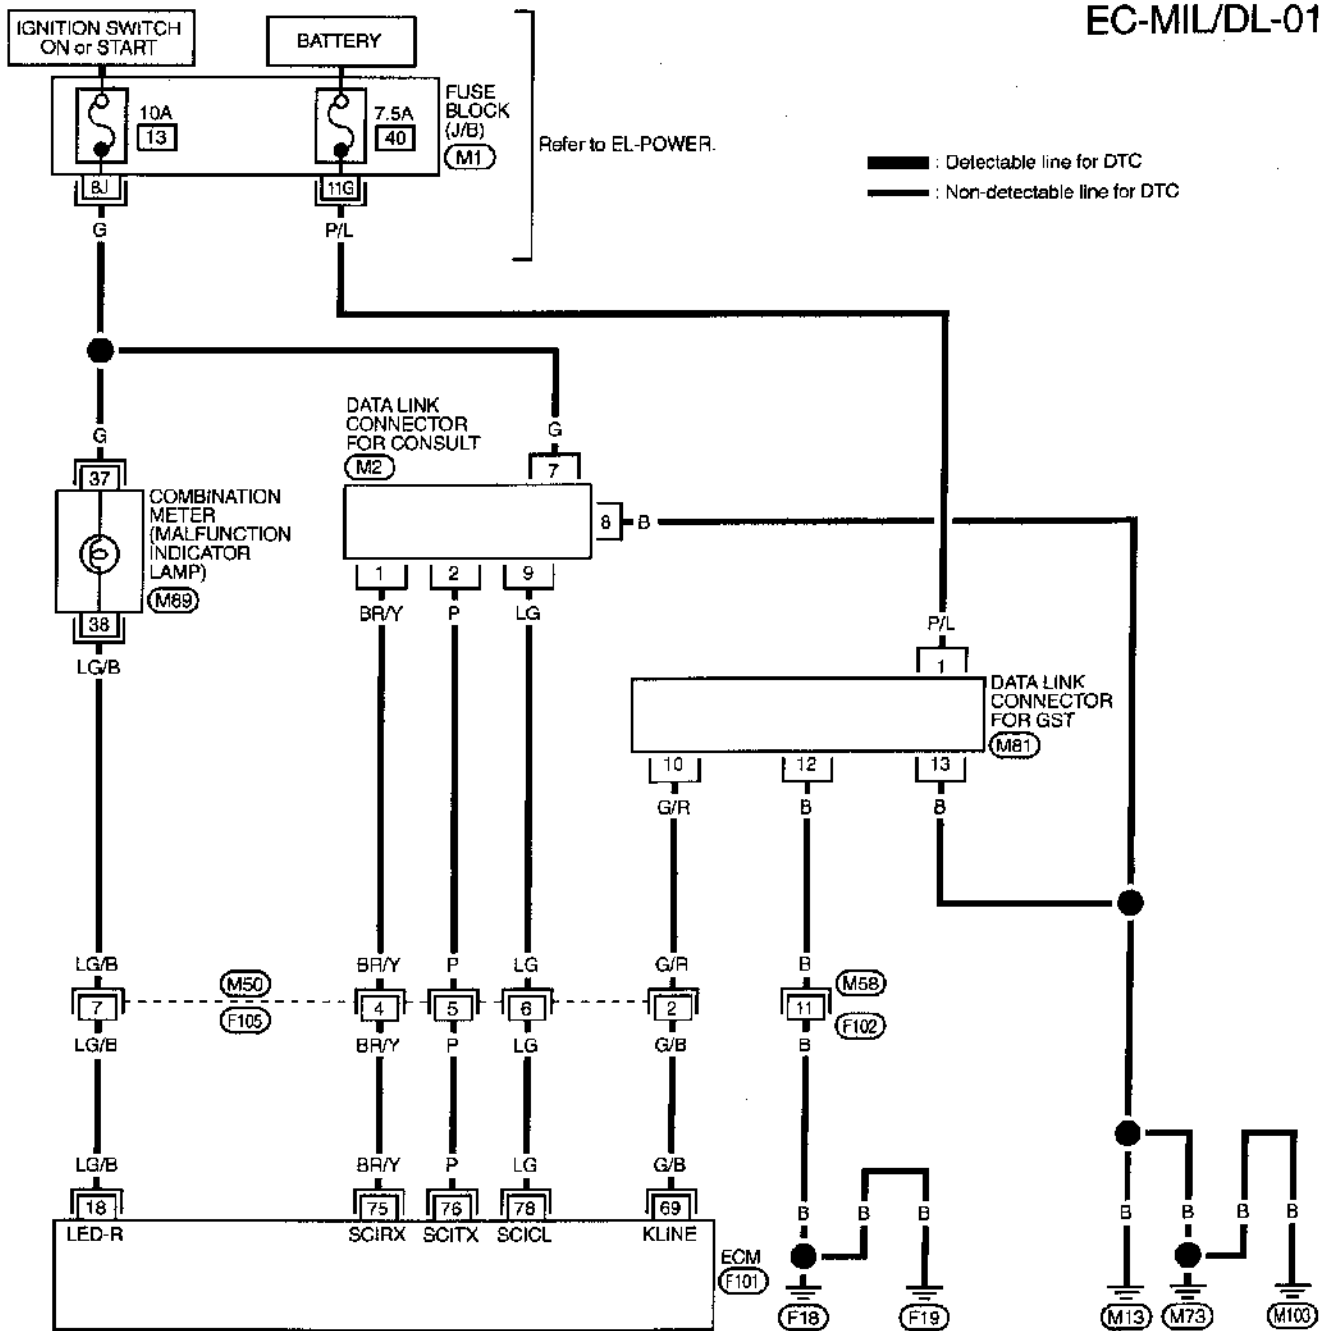 EC-MIL/DL-01
IGNITION SWITCH
ON or START
BATTERY
10A
13
7.5A
40
FUSE
BLOCK
(J/B)
M1
Refer to EL-POWER.
: Detectable line for DTC
: Non-detectable line for DTC
8J
11G
G
P/L
G
DATA LINK
CONNECTOR
FOR CONSULT
M2
G
7
37
COMBINATION
METER
(MALFUNCTION
INDICATOR
LAMP)
M89
8
B
38
1
2
9
LG/B
BR/Y
P
LG
P/L
1
DATA LINK
CONNECTOR
FOR GST
M81
10
12
13
G/R
B
B
LG/B
BR/Y
P
LG
G/R
B
M50
M58
7
4
5
6
2
11
F105
F102
LG/B
BR/Y
P
LG
G/B
B
LG/B
BR/Y
P
LG
G/B
18
75
76
78
69
B
B
B
B
B
B
B
LED-R
SCIRX
SCITX
SCICL
KLINE
ECM
F101
F18
F19
M13
M73
M103